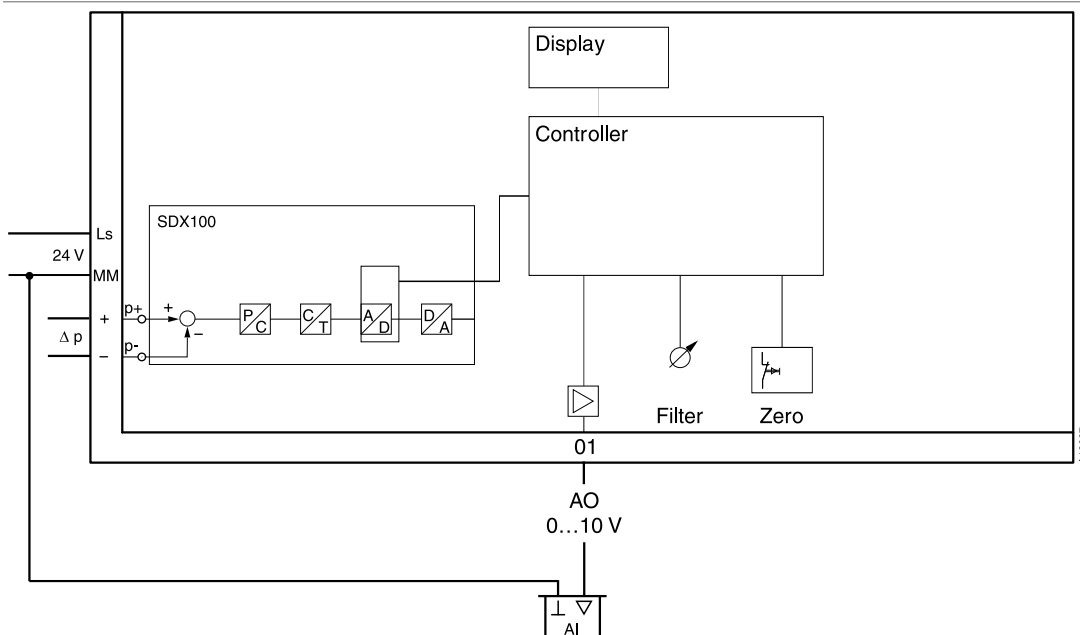 Display
Controller
SDX100
Ls
24 V
MM
+
p+
+
P/C
C/T
A/D
D/A
Δ p
−
p-
−
Filter
Zero
01
AO
0...10 V
AI